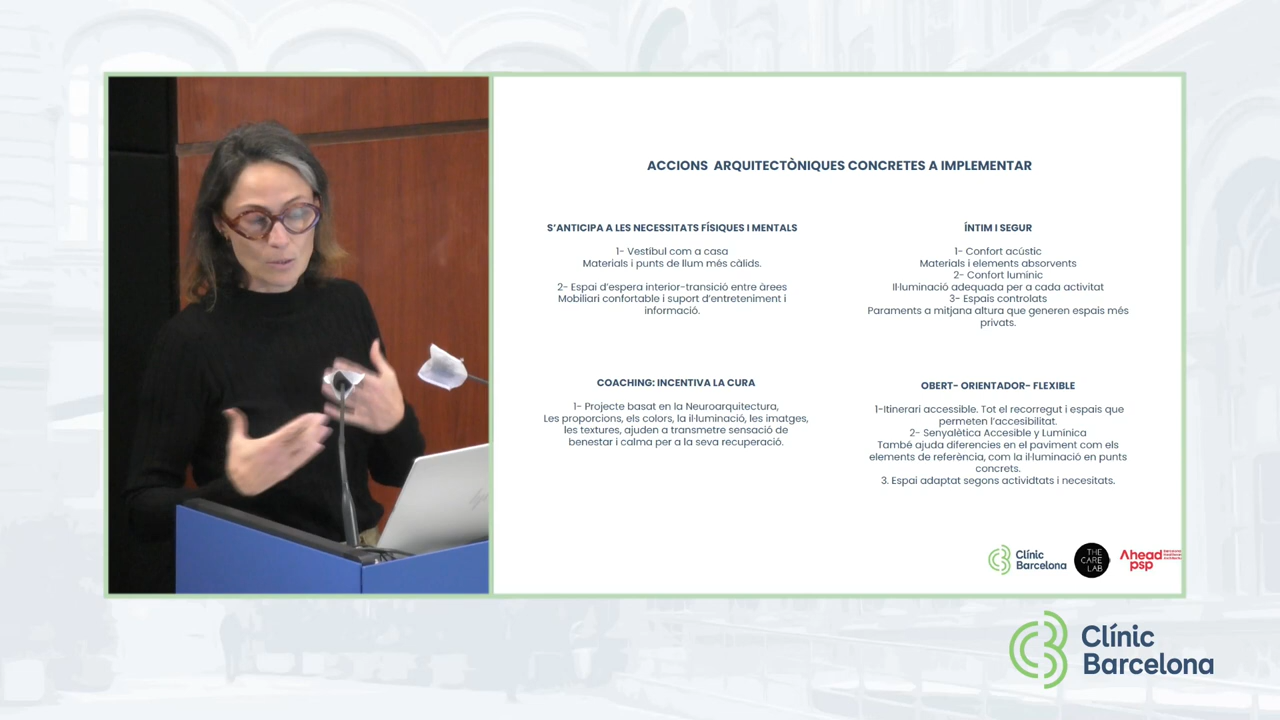 ACCIONS ARQUITECTÒNIQUES CONCRETES A IMPLEMENTAR
S'ANTICIPA A LES NECESSITATS FÍSIQUES I MENTALS
1- Vestíbul com a casa
Materials i punts de llum més càlids.
2- Espai d'espera interior-transició entre àrees
Mobiliari confortable i suport d'entreteniment i
informació.
ÍNTIM I SEGUR
1- Confort acústic
Materials i elements absorvents
2- Confort lumínic
Il·luminació adequada per a cada activitat
3- Espais controlats
Paraments a mitjana altura que generen espais més
privats.
COACHING: INCENTIVA LA CURA
1- Projecte basat en la Neuroarquitectura,
Les proporcions, els colors, la il·luminació, les imatges,
les textures, ajuden a transmetre sensació de
benestar i calma per a la seva recuperació.
OBERT- ORIENTADOR- FLEXIBLE
1-Itinerari accessible. Tot el recorregut i espais que
permeten l'accesibilitat.
2- Senyalètica Accesible y Lumínica
També ajuda diferencies en el paviment com els
elements de referència, com la il·luminació en punts
concrets.
3. Espai adaptat segons actividtats i necesitats.
Clínic
Barcelona
THE
CARE
LAB
Ahead
psp
Clínic
Barcelona